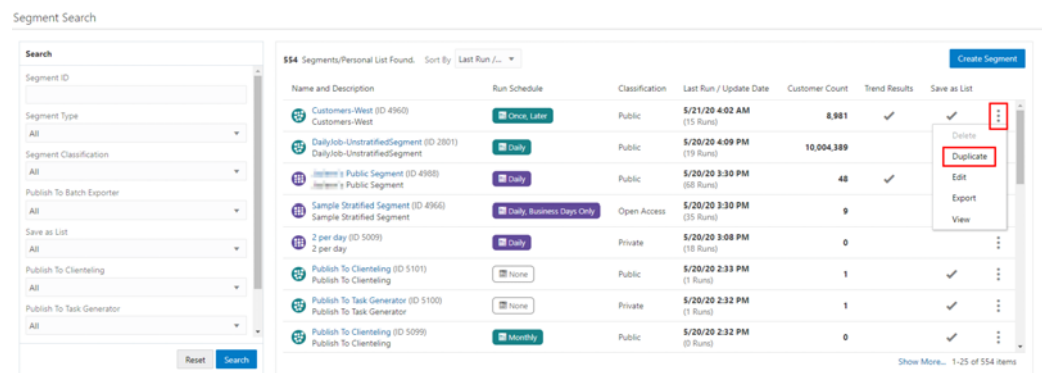 Segment Search
Search
Segment ID
Segment Type
All
Segment Classification
All
Publish To Batch Exporter
All
Save as List
All
Publish To Clienteling
All
Publish To Task Generator
All
Reset Search
554 Segments/Personal List Found. Sort By Last Run /...
Create Segment
Name and Description Run Schedule Classification Last Run / Update Date Customer Count Trend Results Save as List
Customers-West (ID 4960) Once, Later Public 5/21/20 4:02 AM 8,981
Customers-West (15 Runs)
Delete
Duplicate
Edit
Export
View
DailyJob-UnstratifiedSegment (ID 2801) Daily Public 5/20/20 4:09 PM 10,004,389
DailyJob-UnstratifiedSegment (19 Runs)
's Public Segment (ID 4988) Daily Public 5/20/20 3:30 PM 48
's Public Segment (68 Runs)
Sample Stratified Segment (ID 4966) Daily, Business Days Only Open Access 5/20/20 3:30 PM 9
Sample Stratified Segment (35 Runs)
2 per day (ID 5009) Daily Private 5/20/20 3:08 PM 0
2 per day (18 Runs)
Publish To Clienteling (ID 5101) None Public 5/20/20 2:33 PM 1
Publish To Clienteling (1 Runs)
Publish To Task Generator (ID 5100) None Private 5/20/20 2:32 PM 1
Publish To Task Generator (1 Runs)
Publish To Clienteling (ID 5099) Monthly Public 5/20/20 2:32 PM 0
Publish To Clienteling (0 Runs)
Show More... 1-25 of 554 items